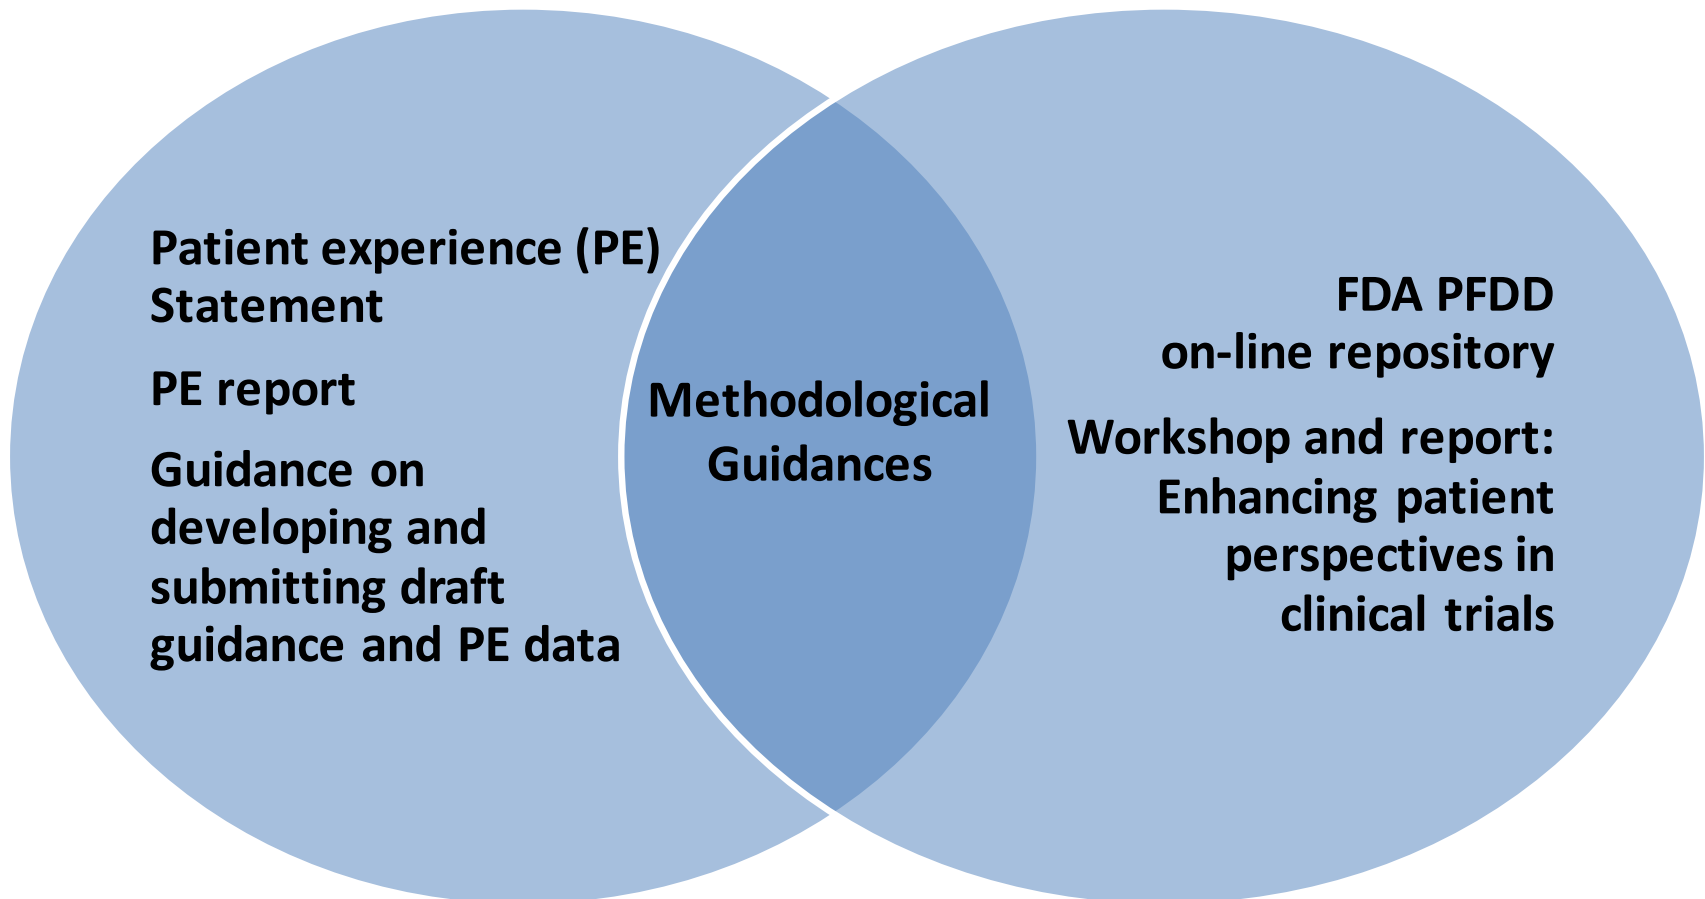 Patient experience (PE)
Statement
PE report
Guidance on
developing and
submitting draft
guidance and PE data
Methodological
Guidances
FDA PFDD
on-line repository
Workshop and report:
Enhancing patient
perspectives in
clinical trials